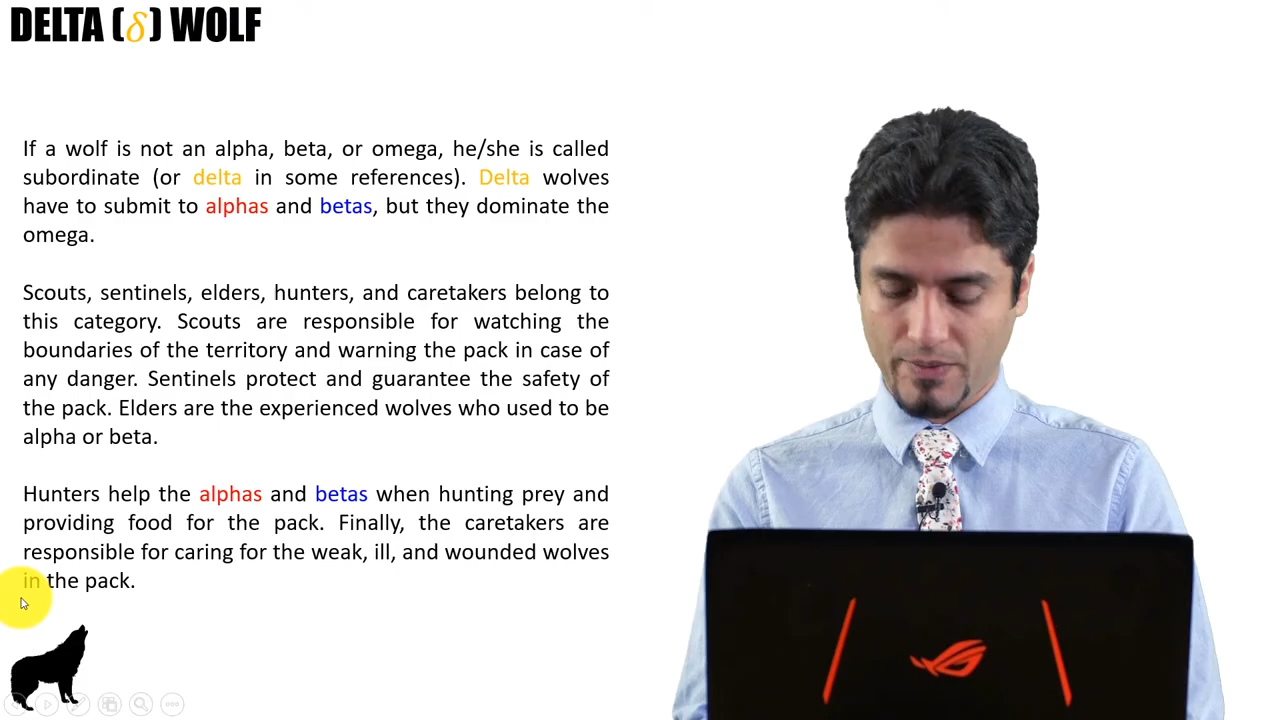 DELTA (δ) WOLF
If a wolf is not an alpha, beta, or omega, he/she is called
subordinate (or delta in some references). Delta wolves
have to submit to alphas and betas, but they dominate the
omega.
Scouts, sentinels, elders, hunters, and caretakers belong to
this category. Scouts are responsible for watching the
boundaries of the territory and warning the pack in case of
any danger. Sentinels protect and guarantee the safety of
the pack. Elders are the experienced wolves who used to be
alpha or beta.
Hunters help the alphas and betas when hunting prey and
providing food for the pack. Finally, the caretakers are
responsible for caring for the weak, ill, and wounded wolves
in the pack.